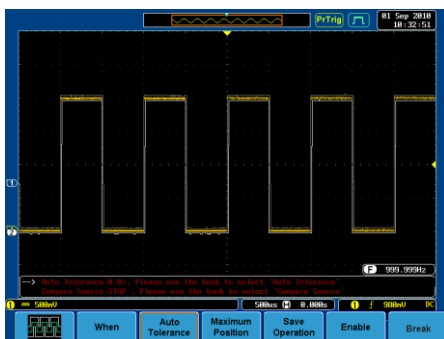 PrTrig
01 Sep 2010
10:32:51
1
2
F 999.999Hz
--> Auto Tolerance:0.0%, Please use the knob to select 'Auto Tolerance'
Compare Source:STOP , Please use the knob to select 'Compare Source'
1 500mV 500us H 0.000s 1 980mV DC
When
Auto Tolerance
Maximum Position
Save Operation
Enable
Break